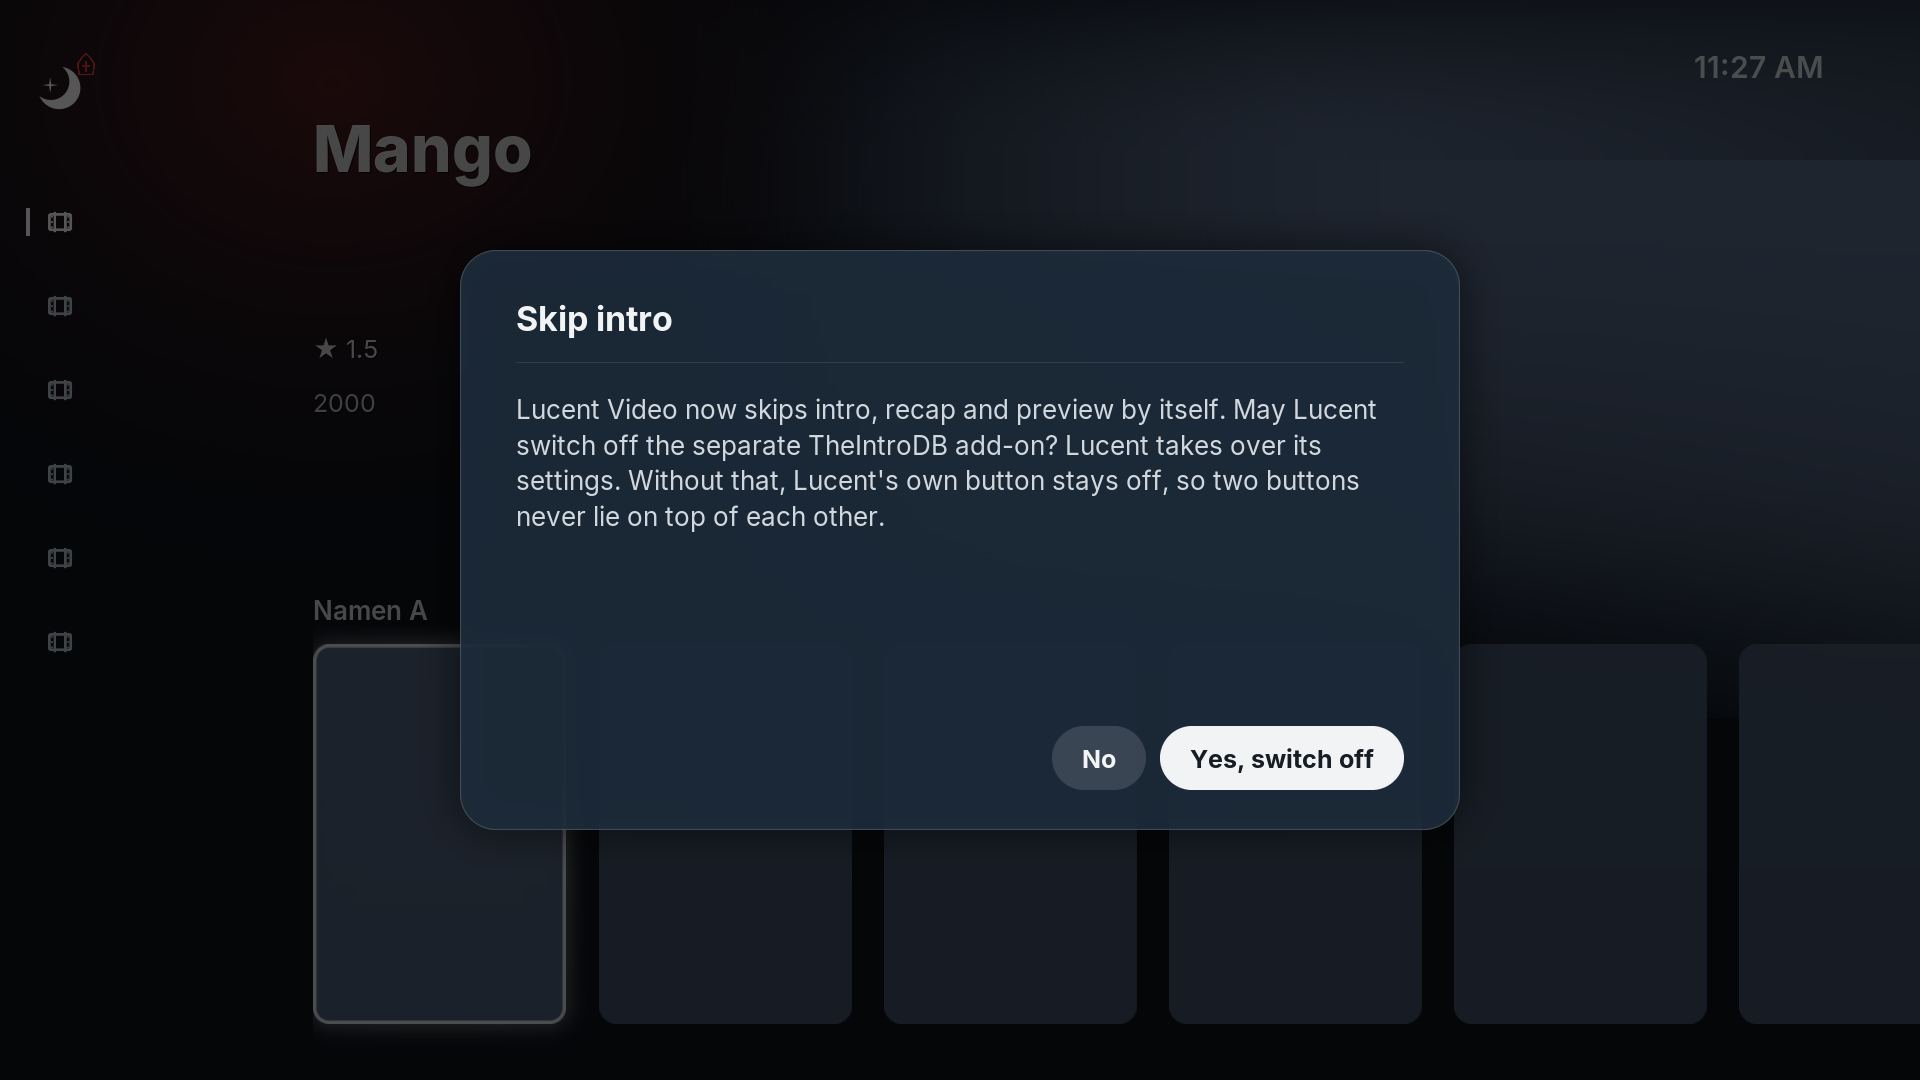 11:27 AM
Mango
★ 1.5
2000
Namen A
Skip intro
Lucent Video now skips intro, recap and preview by itself. May Lucent
switch off the separate TheIntroDB add-on? Lucent takes over its
settings. Without that, Lucent's own button stays off, so two buttons
never lie on top of each other.
No
Yes, switch off